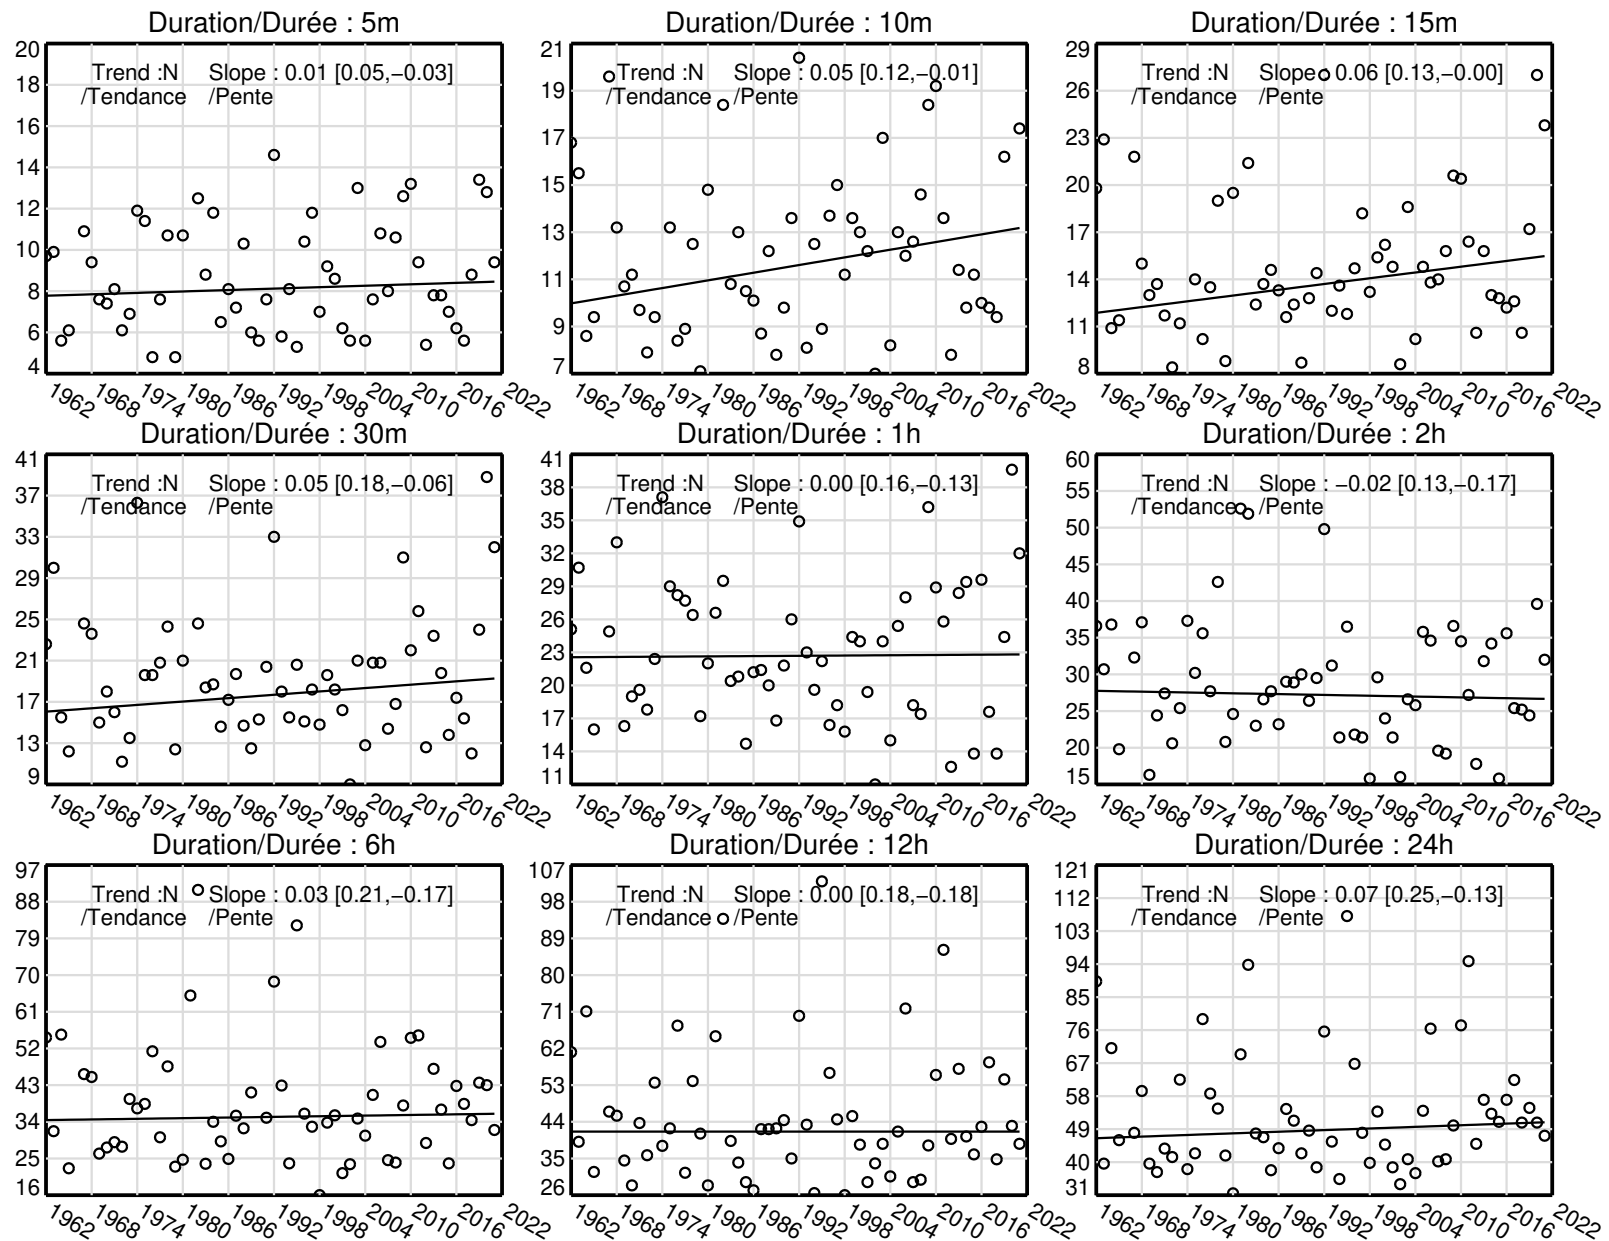 Duration/Durée : 5m
20
18
16
14
12
10
8
6
4
Trend :N Slope : 0.01 [0.05,−0.03]
/Tendance /Pente
1962 1968 1974 1980 1986 1992 1998 2004 2010 2016 2022
Duration/Durée : 10m
21
19
17
15
13
11
9
7
Trend :N Slope : 0.05 [0.12,−0.01]
/Tendance /Pente
1962 1968 1974 1980 1986 1992 1998 2004 2010 2016 2022
Duration/Durée : 15m
29
26
23
20
17
14
11
8
Trend :N Slope : 0.06 [0.13,−0.00]
/Tendance /Pente
1962 1968 1974 1980 1986 1992 1998 2004 2010 2016 2022
Duration/Durée : 30m
41
37
33
29
25
21
17
13
9
Trend :N Slope : 0.05 [0.18,−0.06]
/Tendance /Pente
1962 1968 1974 1980 1986 1992 1998 2004 2010 2016 2022
Duration/Durée : 1h
41
38
35
32
29
26
23
20
17
14
11
Trend :N Slope : 0.00 [0.16,−0.13]
/Tendance /Pente
1962 1968 1974 1980 1986 1992 1998 2004 2010 2016 2022
Duration/Durée : 2h
60
55
50
45
40
35
30
25
20
15
Trend :N Slope : −0.02 [0.13,−0.17]
/Tendance /Pente
1962 1968 1974 1980 1986 1992 1998 2004 2010 2016 2022
Duration/Durée : 6h
97
88
79
70
61
52
43
34
25
16
Trend :N Slope : 0.03 [0.21,−0.17]
/Tendance /Pente
1962 1968 1974 1980 1986 1992 1998 2004 2010 2016 2022
Duration/Durée : 12h
107
98
89
80
71
62
53
44
35
26
Trend :N Slope : 0.00 [0.18,−0.18]
/Tendance /Pente
1962 1968 1974 1980 1986 1992 1998 2004 2010 2016 2022
Duration/Durée : 24h
121
112
103
94
85
76
67
58
49
40
31
Trend :N Slope : 0.07 [0.25,−0.13]
/Tendance /Pente
1962 1968 1974 1980 1986 1992 1998 2004 2010 2016 2022